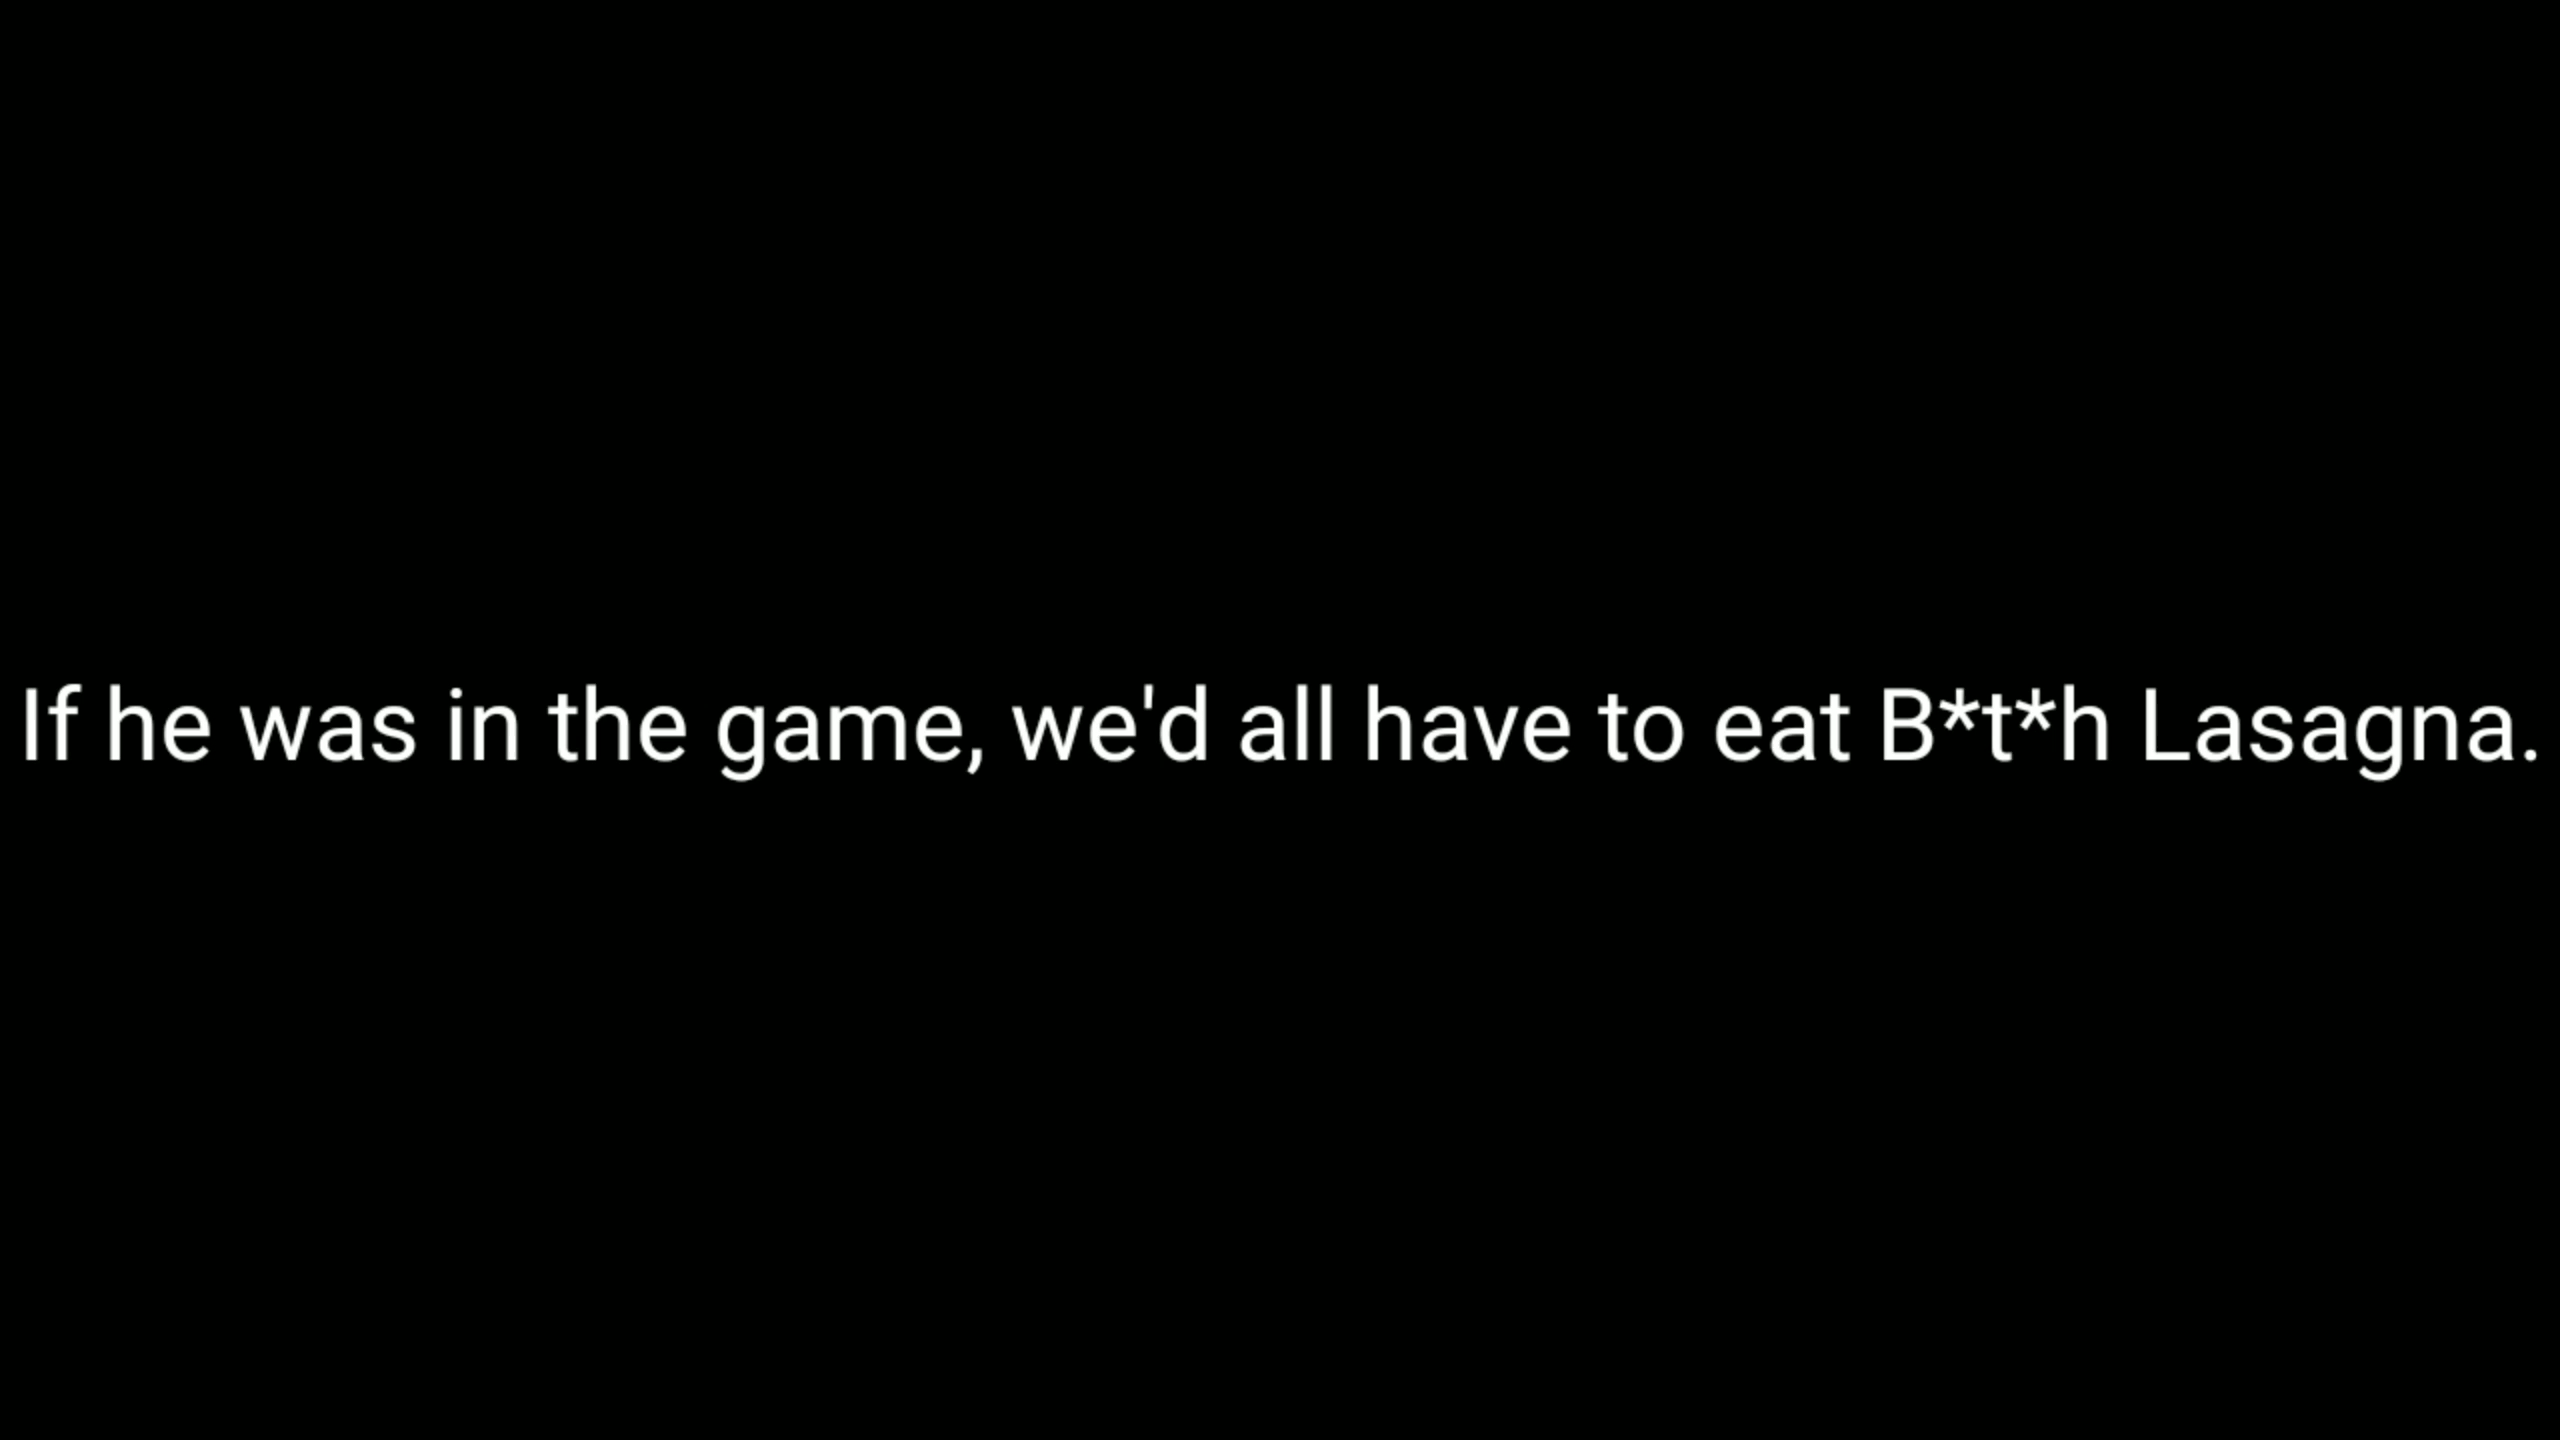 If he was in the game, we'd all have to eat B*t*h Lasagna.